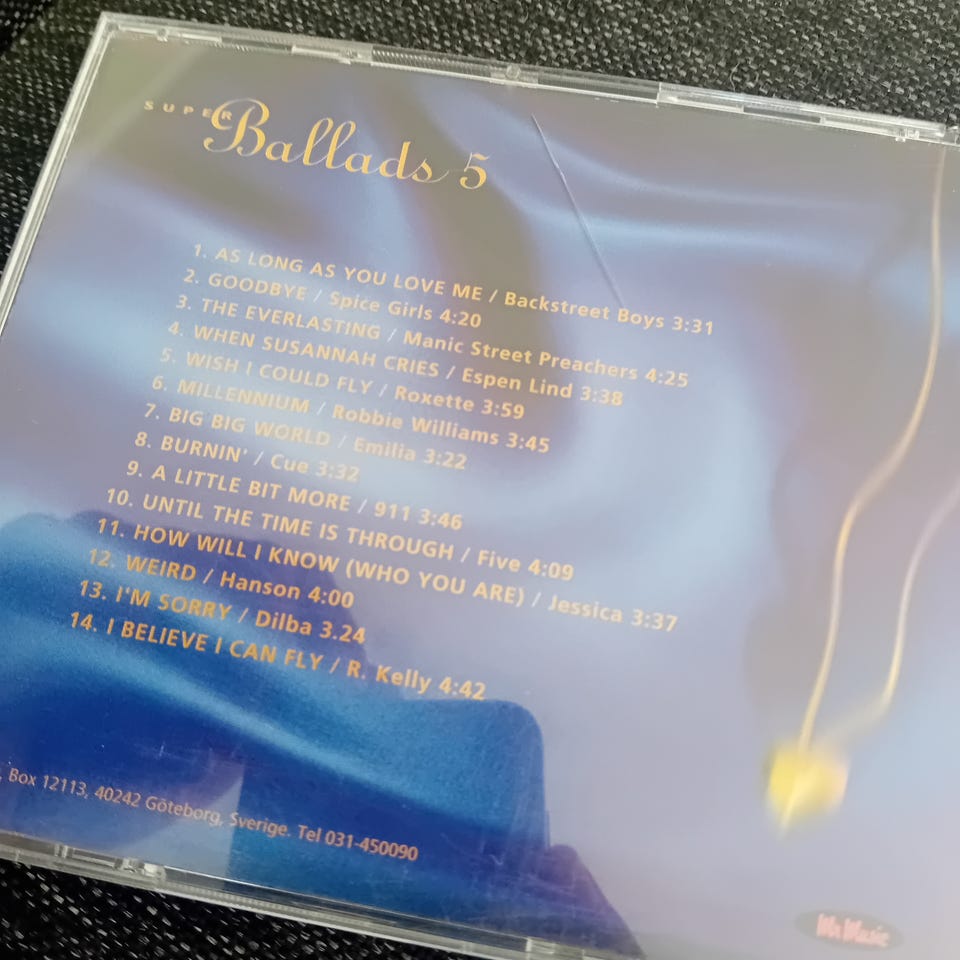 SUPER
Ballads 5
1. AS LONG AS YOU LOVE ME / Backstreet Boys 3:31
2. GOODBYE / Spice Girls 4:20
3. THE EVERLASTING / Manic Street Preachers 4:25
4. WHEN SUSANNAH CRIES / Espen Lind 3:38
5. WISH I COULD FLY / Roxette 3:59
6. MILLENNIUM / Robbie Williams 3:45
7. BIG BIG WORLD / Emilia 3:22
8. BURNIN' / Cue 3:32
9. A LITTLE BIT MORE / 911 3:46
10. UNTIL THE TIME IS THROUGH / Five 4:09
11. HOW WILL I KNOW (WHO YOU ARE) / Jessica 3:37
12. WEIRD / Hanson 4:00
13. I'M SORRY / Dilba 3.24
14. I BELIEVE I CAN FLY / R. Kelly 4:42
, Box 12113, 40242 Göteborg, Sverige. Tel 031-450090
Mr Music